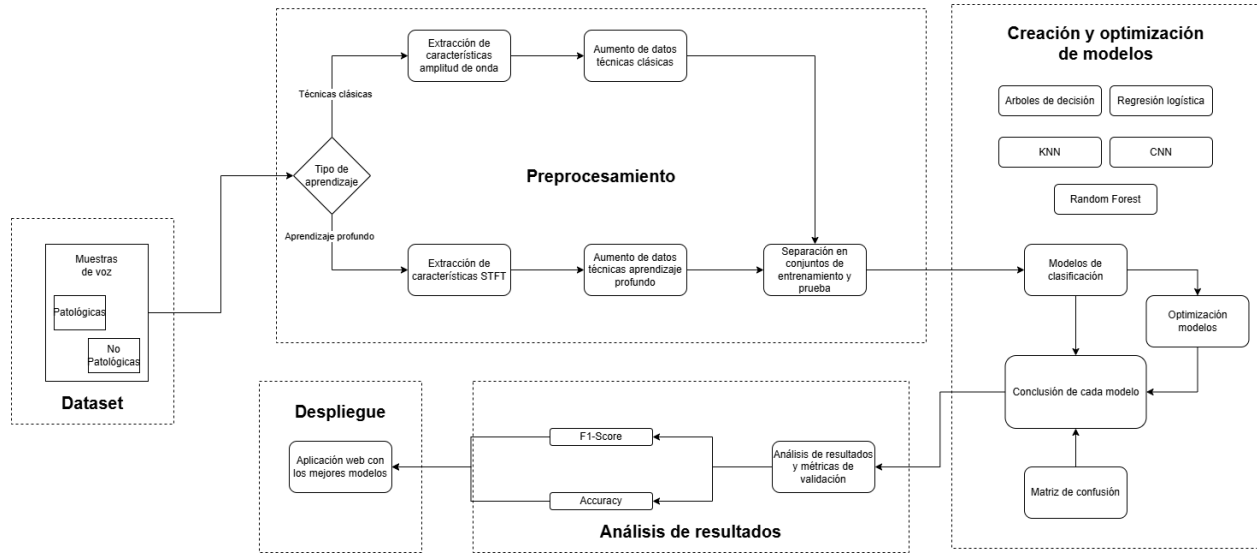 Muestras
de voz
Patológicas
No
Patológicas
Dataset
Tipo de
aprendizaje
Técnicas clásicas
Aprendizaje profundo
Extracción de
características
amplitud de onda
Aumento de datos
técnicas clásicas
Preprocesamiento
Extracción de
características STFT
Aumento de datos
técnicas aprendizaje
profundo
Separación en
conjuntos de
entrenamiento y
prueba
Creación y optimización
de modelos
Arboles de decisión
Regresión logística
KNN
CNN
Random Forest
Modelos de
clasificación
Optimización
modelos
Conclusión de cada modelo
Matriz de confusión
Análisis de resultados
y métricas de
validación
F1-Score
Accuracy
Análisis de resultados
Despliegue
Aplicación web con
los mejores modelos